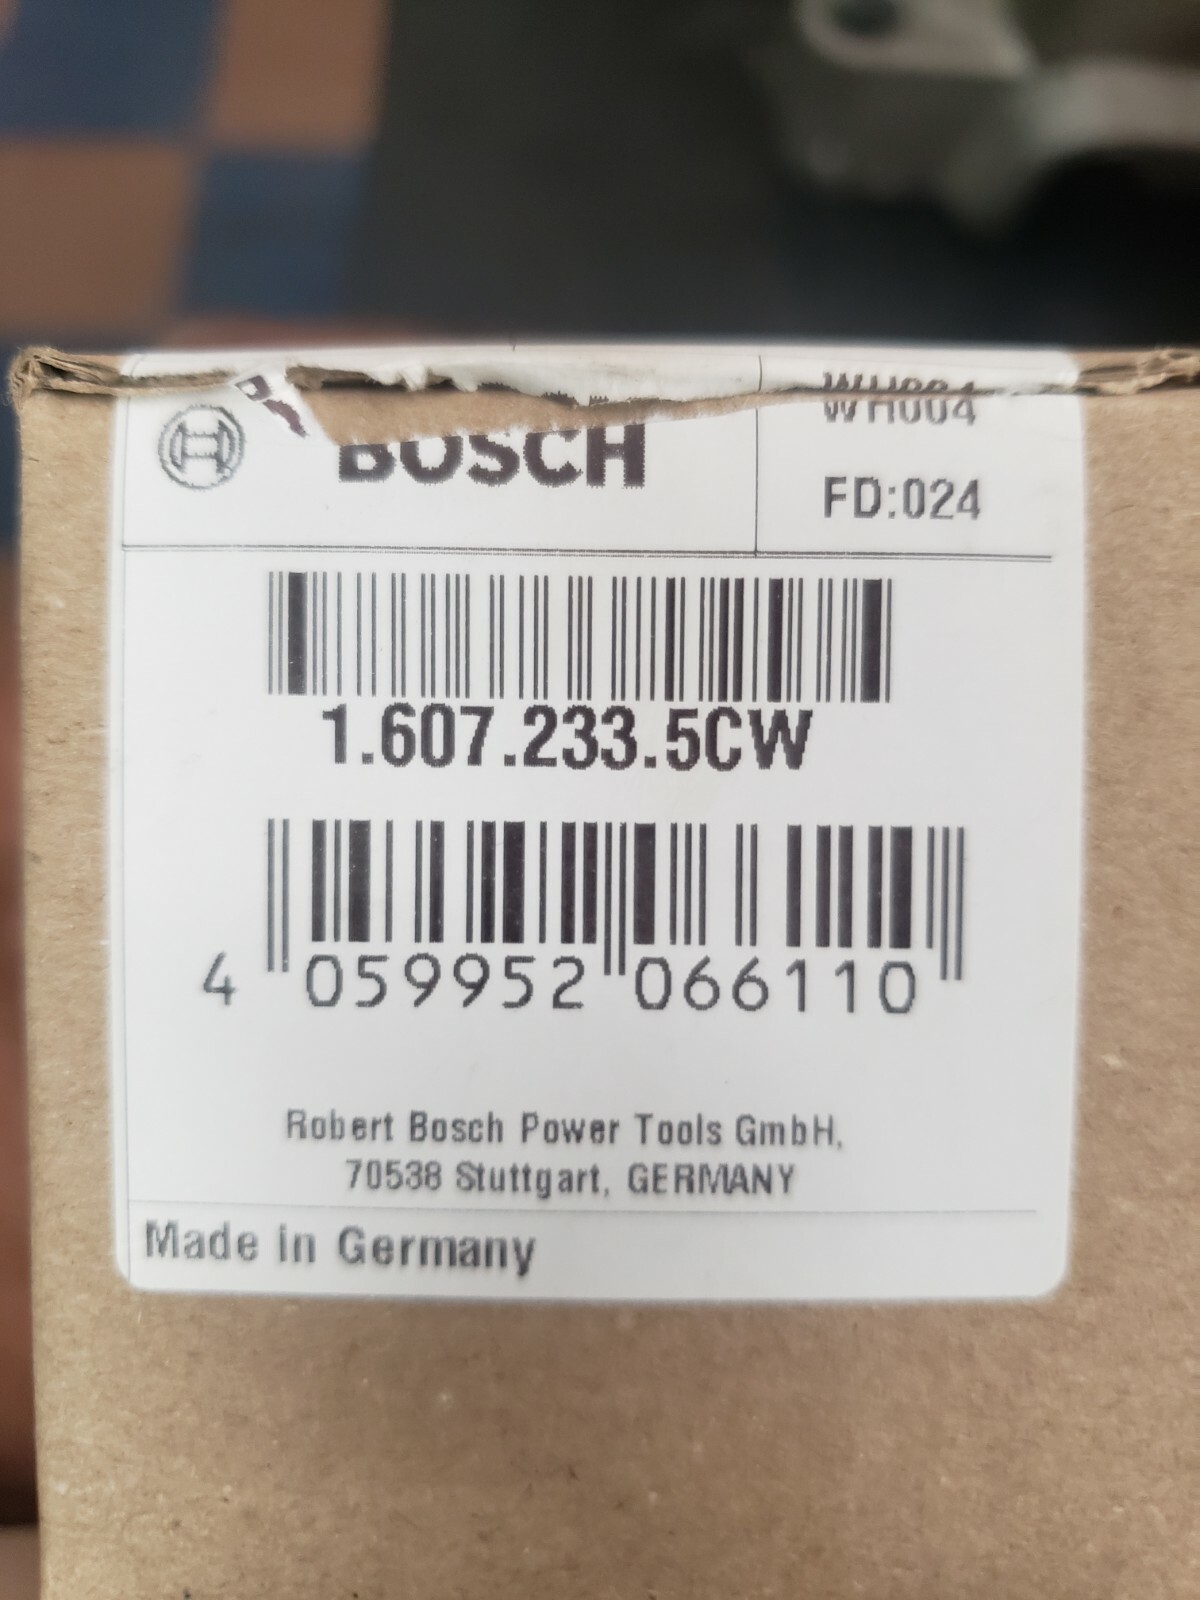 BOSCH
WH004
FD:024
1.607.233.5CW
4 059952 066110
Robert Bosch Power Tools GmbH,
70538 Stuttgart, GERMANY
Made in Germany